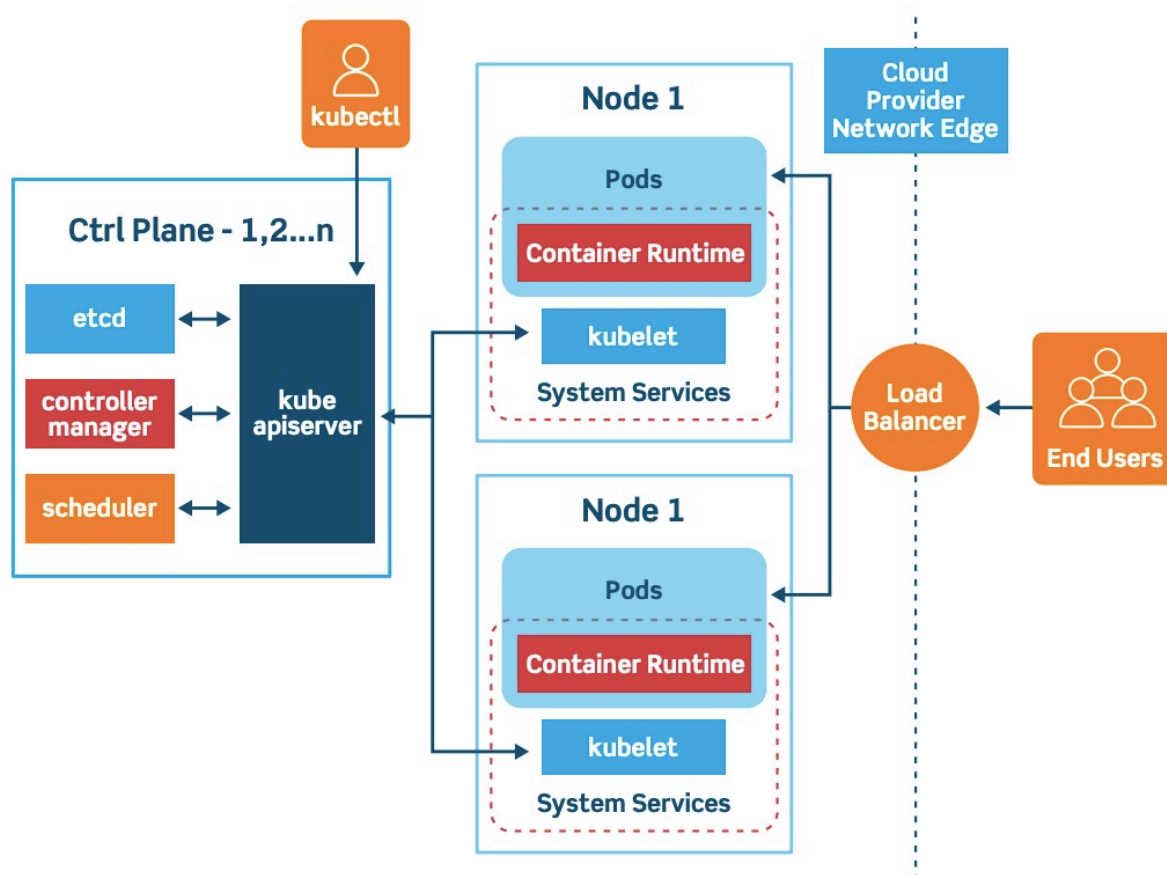 kubectl
Ctrl Plane - 1,2...n
etcd
controller
manager
scheduler
kube
apiserver
Node 1
Pods
Container Runtime
kubelet
System Services
Node 1
Pods
Container Runtime
kubelet
System Services
Cloud
Provider
Network Edge
Load
Balancer
End Users